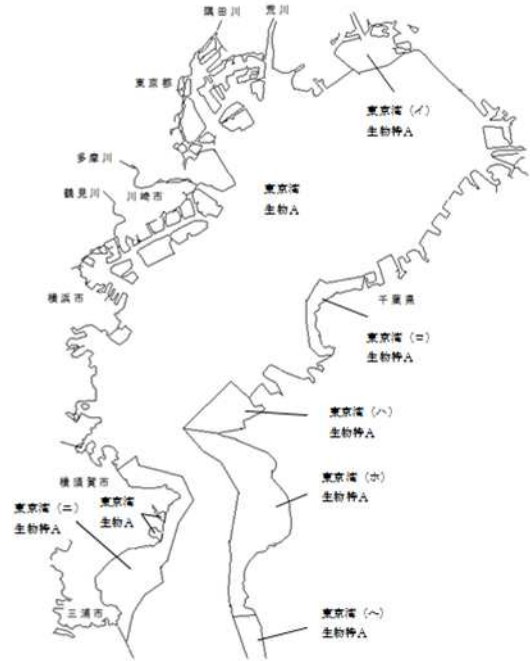 隅田川
荒川
東京都
東京湾(イ)
生物特A
多摩川
川崎市
鶴見川
東京湾
生物A
横浜市
千葉県
東京湾(ロ)
生物特A
東京湾(ハ)
生物特A
横須賀市
東京湾(ニ)
生物特A
東京湾
生物A
東京湾(ホ)
生物特A
三浦市
東京湾(ヘ)
生物特A